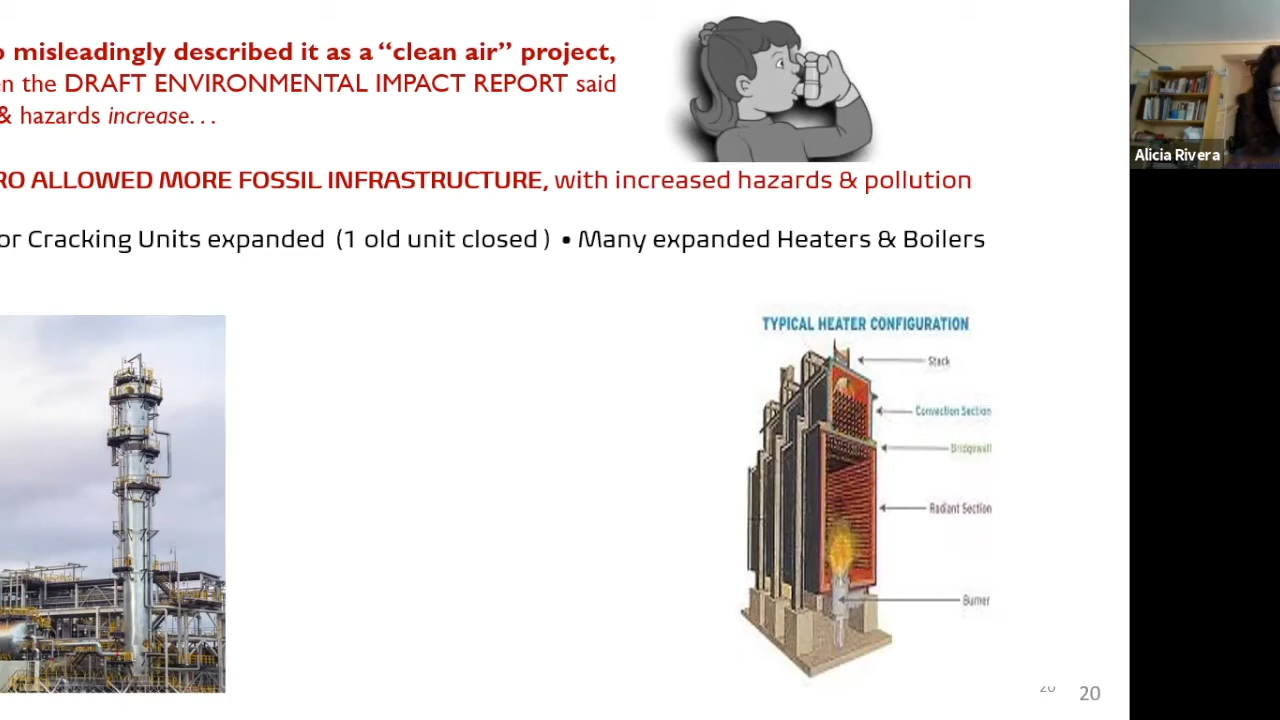 misleadingly described it as a “clean air” project,
the DRAFT ENVIRONMENTAL IMPACT REPORT said
& hazards increase...
RO ALLOWED MORE FOSSIL INFRASTRUCTURE, with increased hazards & pollution
or Cracking Units expanded (1 old unit closed ) • Many expanded Heaters & Boilers
TYPICAL HEATER CONFIGURATION
Stack
Convection Section
Bridgewall
Radiant Section
Burner
20
20
Alicia Rivera